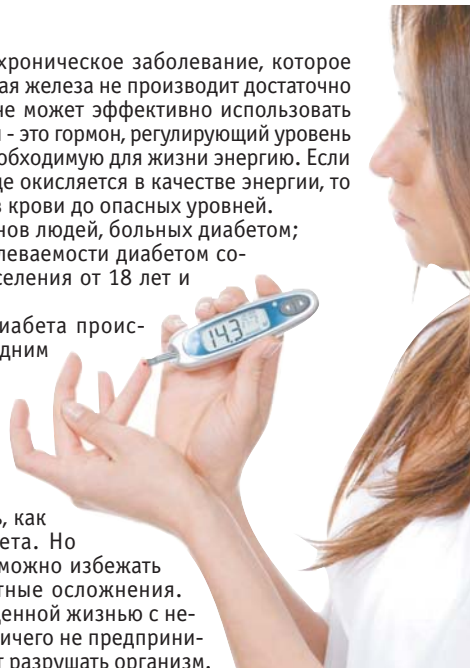 хроническое заболевание, которое
ая железа не производит достаточно
не может эффективно использовать
- это гормон, регулирующий уровень
обходимую для жизни энергию. Если
де окисляется в качестве энергии, то
в крови до опасных уровней.
нов людей, больных диабетом;
леваемости диабетом со-
селения от 18 лет и
иабета проис-
дним
14.3
, как
ета. Но
можно избежать
тные осложнения.
денной жизнью с не-
ичего не предприни-
т разрушать организм.